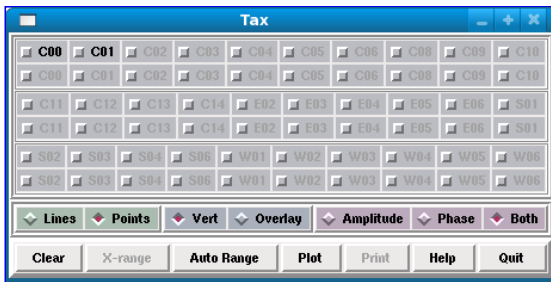 Tax
C00 C01 C02 C03 C04 C05 C06 C08 C09 C10
C00 C01 C02 C03 C04 C05 C06 C08 C09 C10
C11 C12 C13 C14 E02 E03 E04 E05 E06 S01
C11 C12 C13 C14 E02 E03 E04 E05 E06 S01
S02 S03 S04 S06 W01 W02 W03 W04 W05 W06
S02 S03 S04 S06 W01 W02 W03 W04 W05 W06
Lines Points Vert Overlay Amplitude Phase Both
Clear X-range Auto Range Plot Print Help Quit